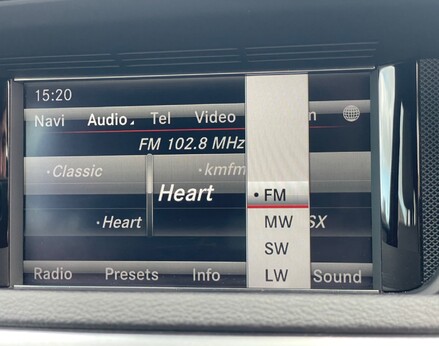 15:20
Navi Audio Tel Video n
FM 102.8 MHz
Classic kmfm
Heart
Heart SX
FM
MW
SW
LW
Radio Presets Info Sound